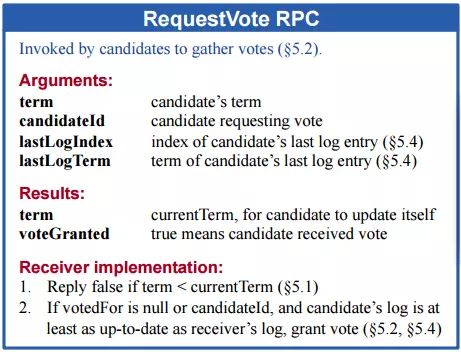 RequestVote RPC
Invoked by candidates to gather votes (§5.2).
Arguments:
term candidate's term
candidateId candidate requesting vote
lastLogIndex index of candidate's last log entry (§5.4)
lastLogTerm term of candidate's last log entry (§5.4)
Results:
term currentTerm, for candidate to update itself
voteGranted true means candidate received vote
Receiver implementation:
1. Reply false if term < currentTerm (§5.1)
2. If votedFor is null or candidateId, and candidate's log is at
least as up-to-date as receiver's log, grant vote (§5.2, §5.4)